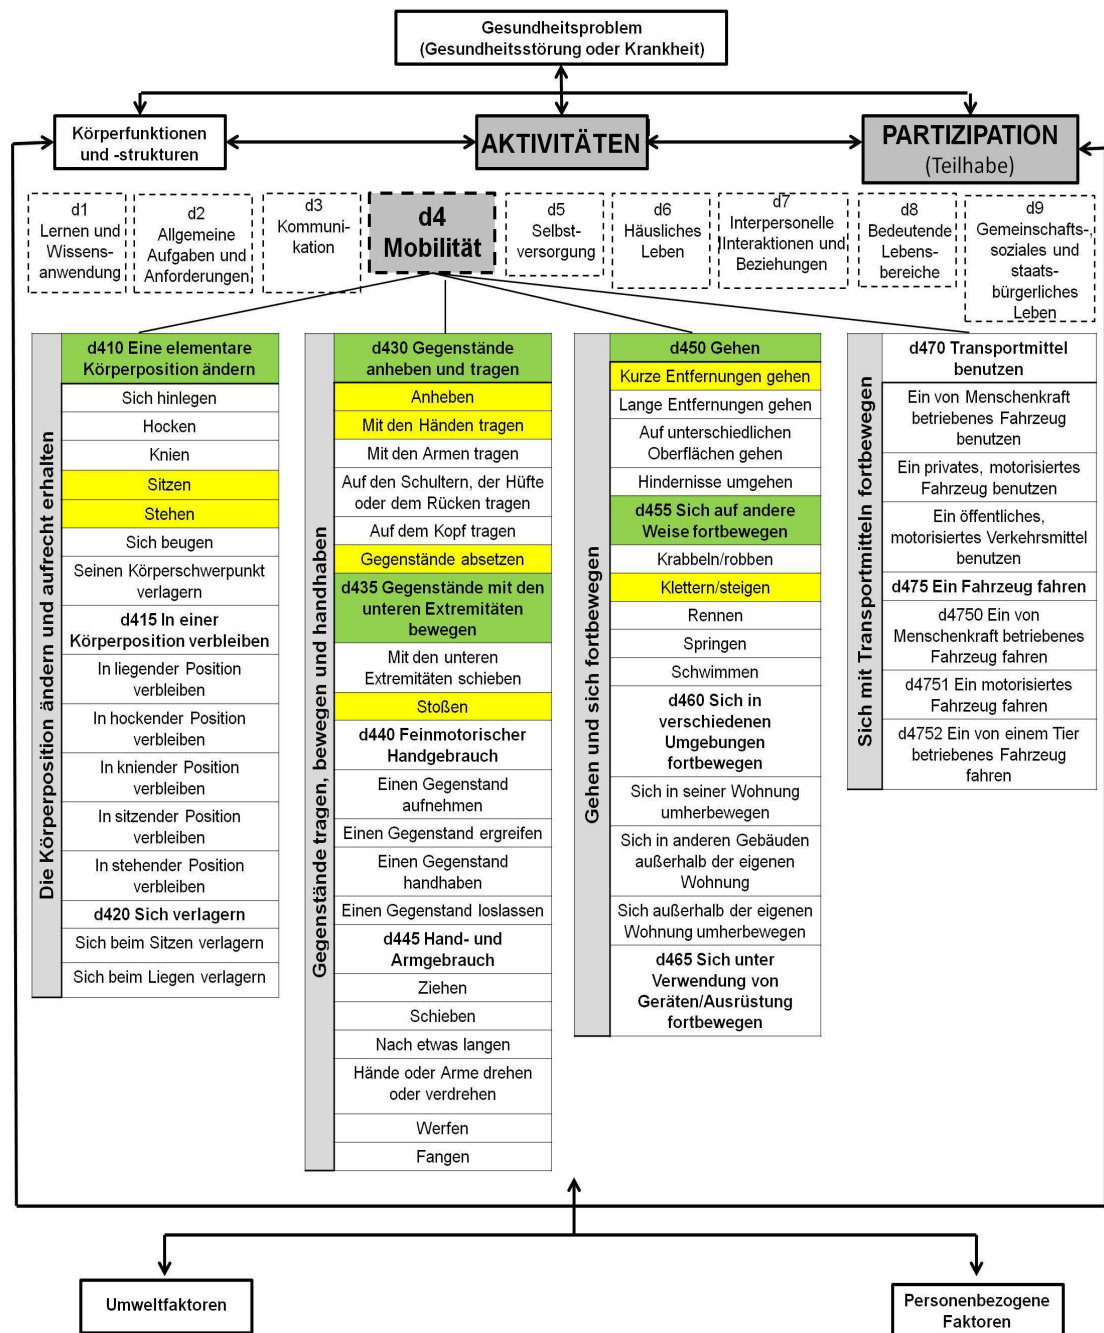 Gesundheitsproblem
(Gesundheitsstörung oder Krankheit)
Körperfunktionen
und -strukturen
AKTIVITÄTEN
PARTIZIPATION
(Teilhabe)
d1
Lernen und
Wissens-
anwendung
d2
Allgemeine
Aufgaben und
Anforderungen
d3
Kommuni-
kation
d4
Mobilität
d5
Selbst-
versorgung
d6
Häusliches
Leben
d7
Interpersonelle
Interaktionen und
Beziehungen
d8
Bedeutende
Lebens-
bereiche
d9
Gemeinschafts-,
soziales und
staats-
bürgerliches
Leben
Die Körperposition ändern und aufrecht erhalten
d410 Eine elementare
Körperposition ändern
Sich hinlegen
Hocken
Knien
Sitzen
Stehen
Sich beugen
Seinen Körperschwerpunkt
verlagern
d415 In einer
Körperposition verbleiben
In liegender Position
verbleiben
In hockender Position
verbleiben
In kniender Position
verbleiben
In sitzender Position
verbleiben
In stehender Position
verbleiben
d420 Sich verlagern
Sich beim Sitzen verlagern
Sich beim Liegen verlagern
Gegenstände tragen, bewegen und handhaben
d430 Gegenstände
anheben und tragen
Anheben
Mit den Händen tragen
Mit den Armen tragen
Auf den Schultern, der Hüfte
oder dem Rücken tragen
Auf dem Kopf tragen
Gegenstände absetzen
d435 Gegenstände mit den
unteren Extremitäten
bewegen
Mit den unteren
Extremitäten schieben
Stoßen
d440 Feinmotorischer
Handgebrauch
Einen Gegenstand
aufnehmen
Einen Gegenstand ergreifen
Einen Gegenstand
handhaben
Einen Gegenstand loslassen
d445 Hand- und
Armgebrauch
Ziehen
Schieben
Nach etwas langen
Hände oder Arme drehen
oder verdrehen
Werfen
Fangen
Gehen und sich fortbewegen
d450 Gehen
Kurze Entfernungen gehen
Lange Entfernungen gehen
Auf unterschiedlichen
Oberflächen gehen
Hindernisse umgehen
d455 Sich auf andere
Weise fortbewegen
Krabbeln/robben
Klettern/steigen
Rennen
Springen
Schwimmen
d460 Sich in
verschiedenen
Umgebungen
fortbewegen
Sich in seiner Wohnung
umherbewegen
Sich in anderen Gebäuden
außerhalb der eigenen
Wohnung
Sich außerhalb der eigenen
Wohnung umherbewegen
d465 Sich unter
Verwendung von
Geräten/Ausrüstung
fortbewegen
Sich mit Transportmitteln fortbewegen
d470 Transportmittel
benutzen
Ein von Menschenkraft
betriebenes Fahrzeug
benutzen
Ein privates, motorisiertes
Fahrzeug benutzen
Ein öffentliches,
motorisiertes Verkehrsmittel
benutzen
d475 Ein Fahrzeug fahren
d4750 Ein von
Menschenkraft betriebenes
Fahrzeug fahren
d4751 Ein motorisiertes
Fahrzeug fahren
d4752 Ein von einem Tier
betriebenes Fahrzeug
fahren
Umweltfaktoren
Personenbezogene
Faktoren